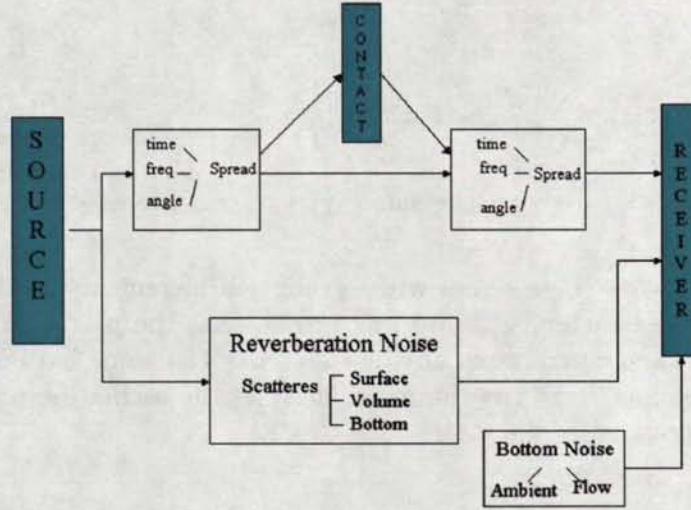 SOURCE
time
freq
angle
Spread
CONTACT
time
freq
angle
Spread
RECEIVER
Reverberation Noise
Scatteres
Surface
Volume
Bottom
Bottom Noise
Ambient Flow